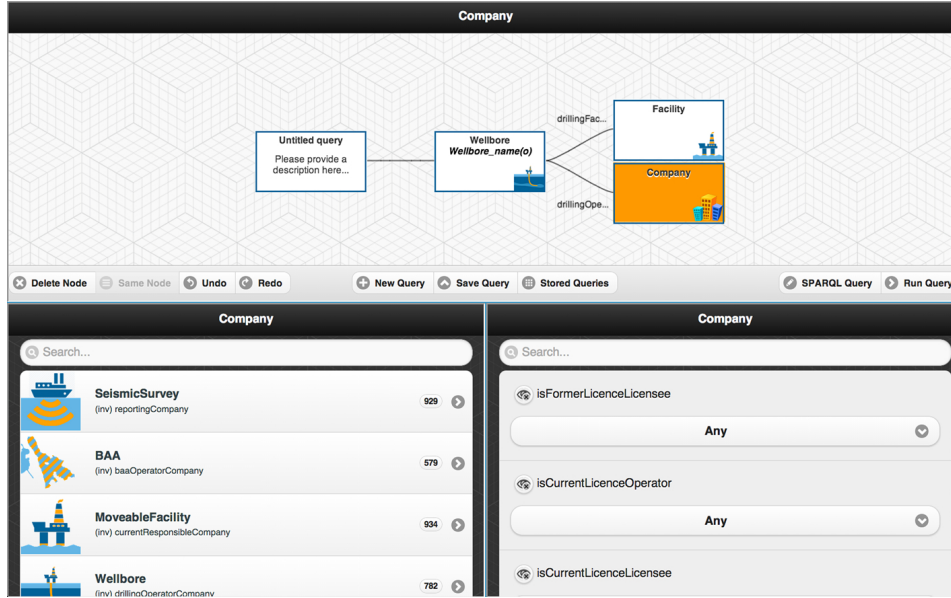 Company
drillingFac...
Facility
Untitled query
Please provide a
description here...
Wellbore
Wellbore_name(o)
Company
drillingOpe...
Delete Node
Same Node
Undo
Redo
New Query
Save Query
Stored Queries
SPARQL Query
Run Query
Company
Search...
SeismicSurvey
(inv) reportingCompany
929
BAA
(inv) baaOperatorCompany
579
MoveableFacility
(inv) currentResponsibleCompany
934
Wellbore
(inv) drillingOperatorCompany
782
Company
Search...
isFormerLicenceLicensee
Any
isCurrentLicenceOperator
Any
isCurrentLicenceLicensee